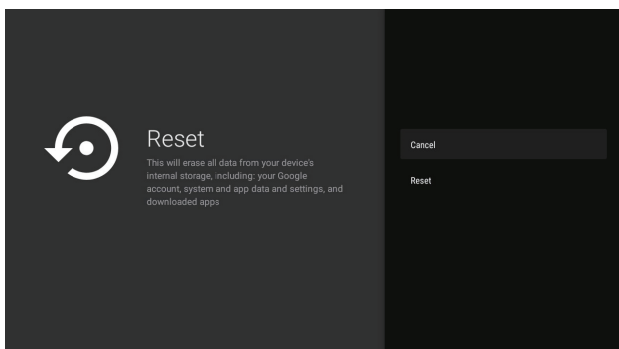 Reset
This will erase all data from your device's
internal storage, including: your Google
account, system and app data and settings, and
downloaded apps
Cancel
Reset